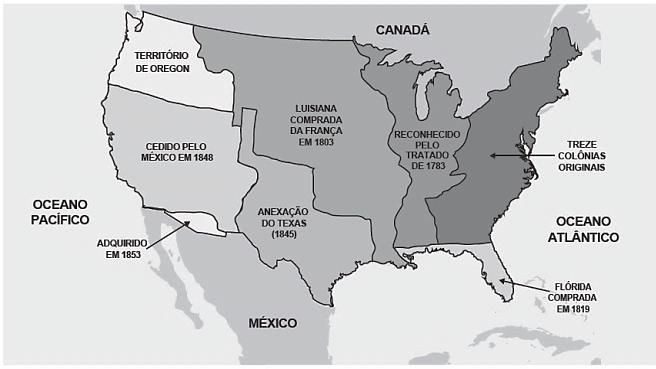 CANADÁ
TERRITÓRIO
DE OREGON
LUISIANA
COMPRADA
DA FRANÇA
EM 1803
RECONHECIDO
PELO
TRATADO
DE 1783
CEDIDO PELO
MÉXICO EM 1848
TREZE
COLÔNIAS
ORIGINAIS
OCEANO
PACÍFICO
ANEXAÇÃO
DO TEXAS
(1845)
OCEANO
ATLÂNTICO
ADQUIRIDO
EM 1853
FLÓRIDA
COMPRADA
EM 1819
MÉXICO